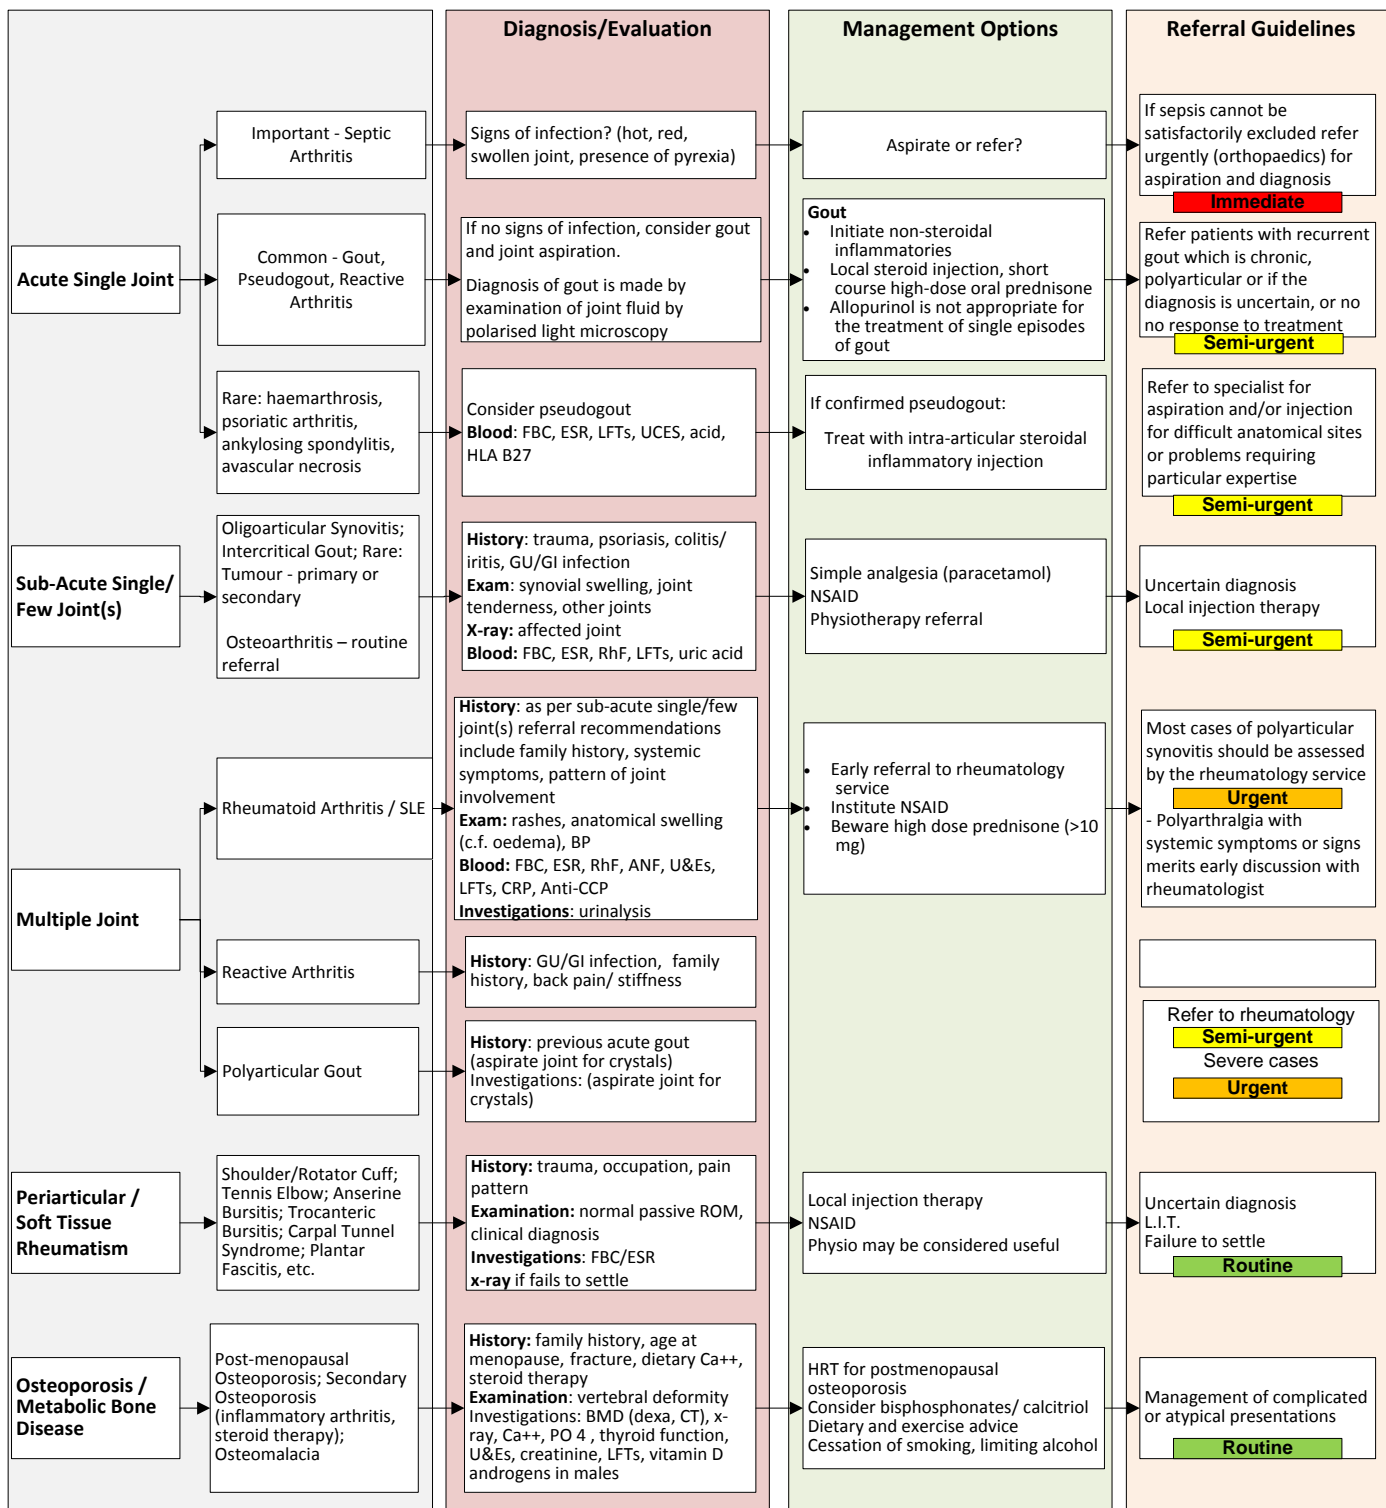 Diagnosis/Evaluation
Management Options
Referral Guidelines
Acute Single Joint
Important - Septic
Arthritis
Signs of infection? (hot, red,
swollen joint, presence of pyrexia)
Aspirate or refer?
If sepsis cannot be
satisfactorily excluded refer
urgently (orthopaedics) for
aspiration and diagnosis
Immediate
Common - Gout,
Pseudogout, Reactive
Arthritis
If no signs of infection, consider gout
and joint aspiration.
Diagnosis of gout is made by
examination of joint fluid by
polarised light microscopy
Gout
• Initiate non-steroidal
inflammatories
• Local steroid injection, short
course high-dose oral prednisone
• Allopurinol is not appropriate for
the treatment of single episodes
of gout
Refer patients with recurrent
gout which is chronic,
polyarticular or if the
diagnosis is uncertain, or no
no response to treatment
Semi-urgent
Rare: haemarthrosis,
psoriatic arthritis,
ankylosing spondylitis,
avascular necrosis
Consider pseudogout
Blood: FBC, ESR, LFTs, UCES, acid,
HLA B27
If confirmed pseudogout:
Treat with intra-articular steroidal
inflammatory injection
Refer to specialist for
aspiration and/or injection
for difficult anatomical sites
or problems requiring
particular expertise
Semi-urgent
Sub-Acute Single/
Few Joint(s)
Oligoarticular Synovitis;
Intercritical Gout; Rare:
Tumour - primary or
secondary
Osteoarthritis – routine
referral
History: trauma, psoriasis, colitis/
iritis, GU/GI infection
Exam: synovial swelling, joint
tenderness, other joints
X-ray: affected joint
Blood: FBC, ESR, RhF, LFTs, uric acid
Simple analgesia (paracetamol)
NSAID
Physiotherapy referral
Uncertain diagnosis
Local injection therapy
Semi-urgent
Multiple Joint
Rheumatoid Arthritis / SLE
History: as per sub-acute single/few
joint(s) referral recommendations
include family history, systemic
symptoms, pattern of joint
involvement
Exam: rashes, anatomical swelling
(c.f. oedema), BP
Blood: FBC, ESR, RhF, ANF, U&Es,
LFTs, CRP, Anti-CCP
Investigations: urinalysis
• Early referral to rheumatology
service
• Institute NSAID
• Beware high dose prednisone (>10
mg)
Most cases of polyarticular
synovitis should be assessed
by the rheumatology service
Urgent
- Polyarthralgia with
systemic symptoms or signs
merits early discussion with
rheumatologist
Reactive Arthritis
History: GU/GI infection, family
history, back pain/ stiffness
Polyarticular Gout
History: previous acute gout
(aspirate joint for crystals)
Investigations: (aspirate joint for
crystals)
Refer to rheumatology
Semi-urgent
Severe cases
Urgent
Periarticular /
Soft Tissue
Rheumatism
Shoulder/Rotator Cuff;
Tennis Elbow; Anserine
Bursitis; Trocanteric
Bursitis; Carpal Tunnel
Syndrome; Plantar
Fascitis, etc.
History: trauma, occupation, pain
pattern
Examination: normal passive ROM,
clinical diagnosis
Investigations: FBC/ESR
x-ray if fails to settle
Local injection therapy
NSAID
Physio may be considered useful
Uncertain diagnosis
L.I.T.
Failure to settle
Routine
Osteoporosis /
Metabolic Bone
Disease
Post-menopausal
Osteoporosis; Secondary
Osteoporosis
(inflammatory arthritis,
steroid therapy);
Osteomalacia
History: family history, age at
menopause, fracture, dietary Ca++,
steroid therapy
Examination: vertebral deformity
Investigations: BMD (dexa, CT), x-
ray, Ca++, PO 4 , thyroid function,
U&Es, creatinine, LFTs, vitamin D
androgens in males
HRT for postmenopausal
osteoporosis
Consider bisphosphonates/ calcitriol
Dietary and exercise advice
Cessation of smoking, limiting alcohol
Management of complicated
or atypical presentations
Routine